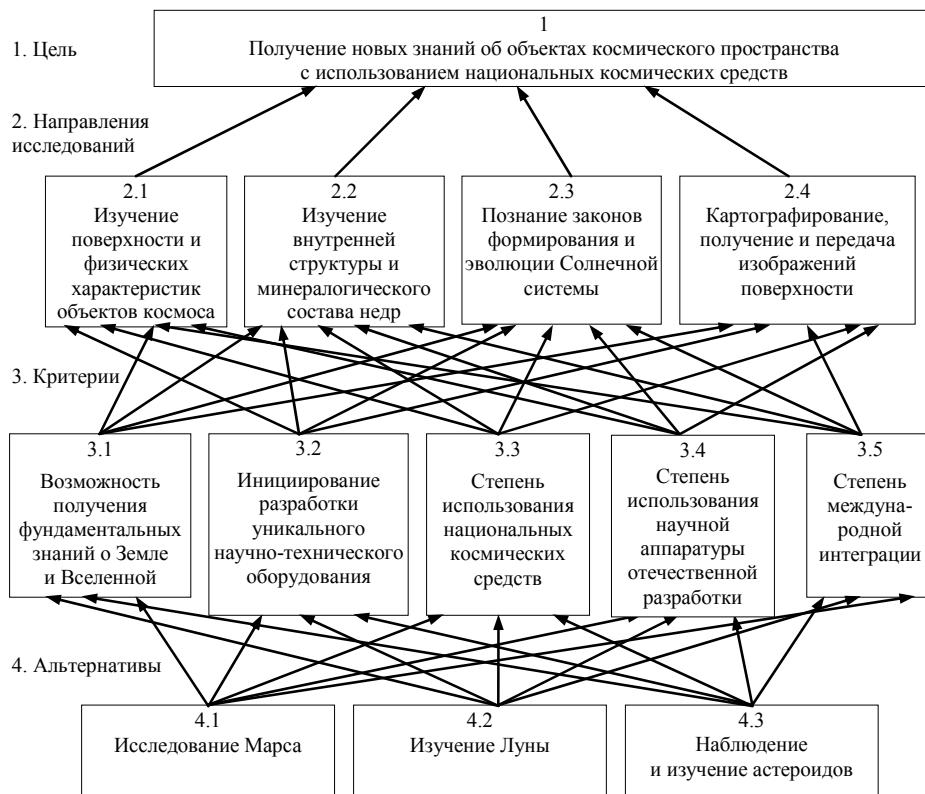 1. Цель
1
Получение новых знаний об объектах космического пространства
с использованием национальных космических средств
2. Направления
исследований
2.1
Изучение
поверхности и
физических
характеристик
объектов космоса
2.2
Изучение
внутренней
структуры и
минералогического
состава недр
2.3
Познание законов
формирования и
эволюции Солнечной
системы
2.4
Картографирование,
получение и передача
изображений
поверхности
3. Критерии
3.1
Возможность
получения
фундаментальных
знаний о Земле
и Вселенной
3.2
Инициирование
разработки
уникального
научно-технического
оборудования
3.3
Степень
использования
национальных
космических
средств
3.4
Степень
использования
научной
аппаратуры
отечественной
разработки
3.5
Степень
междуна-
родной
интеграции
4. Альтернативы
4.1
Исследование Марса
4.2
Изучение Луны
4.3
Наблюдение
и изучение астероидов